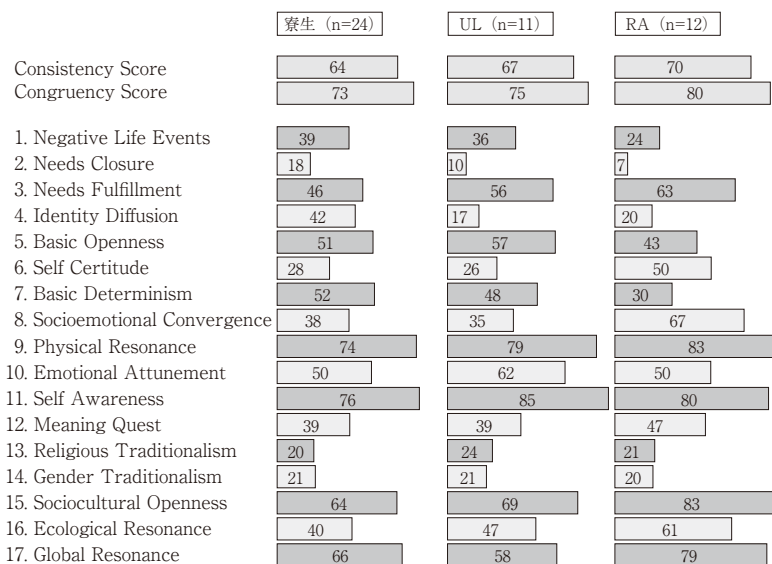 寮生（n=24） UL（n=11） RA（n=12）
Consistency Score 64 67 70
Congruency Score 73 75 80
1. Negative Life Events 39 36 24
2. Needs Closure 18 10 7
3. Needs Fulfillment 46 56 63
4. Identity Diffusion 42 17 20
5. Basic Openness 51 57 43
6. Self Certitude 28 26 50
7. Basic Determinism 52 48 30
8. Socioemotional Convergence 38 35 67
9. Physical Resonance 74 79 83
10. Emotional Attunement 50 62 50
11. Self Awareness 76 85 80
12. Meaning Quest 39 39 47
13. Religious Traditionalism 20 24 21
14. Gender Traditionalism 21 21 20
15. Sociocultural Openness 64 69 83
16. Ecological Resonance 40 47 61
17. Global Resonance 66 58 79